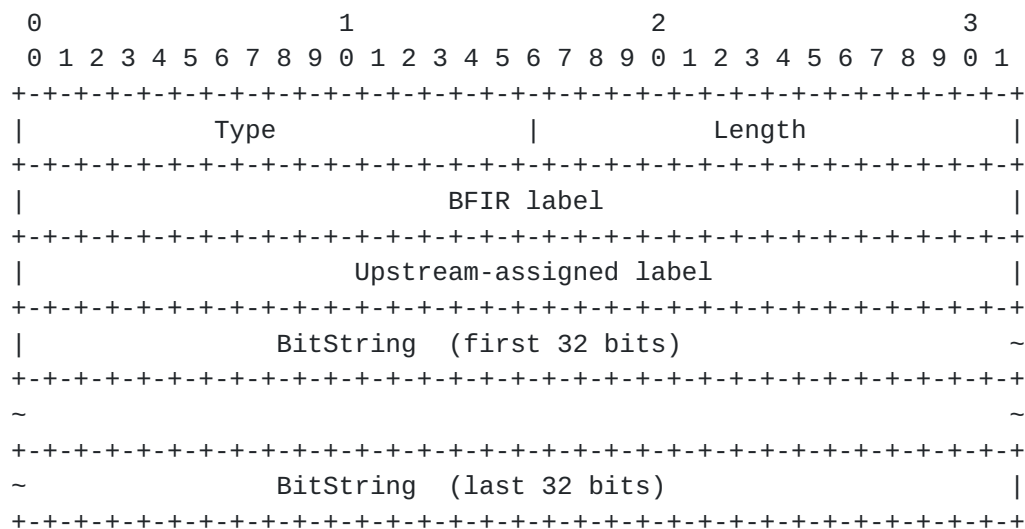 0                   1                   2                   3
 0 1 2 3 4 5 6 7 8 9 0 1 2 3 4 5 6 7 8 9 0 1 2 3 4 5 6 7 8 9 0 1
+-+-+-+-+-+-+-+-+-+-+-+-+-+-+-+-+-+-+-+-+-+-+-+-+-+-+-+-+-+-+-+-+
|            Type                |           Length             |
+-+-+-+-+-+-+-+-+-+-+-+-+-+-+-+-+-+-+-+-+-+-+-+-+-+-+-+-+-+-+-+-+
|                           BFIR label                          |
+-+-+-+-+-+-+-+-+-+-+-+-+-+-+-+-+-+-+-+-+-+-+-+-+-+-+-+-+-+-+-+-+
|                     Upstream-assigned label                   |
+-+-+-+-+-+-+-+-+-+-+-+-+-+-+-+-+-+-+-+-+-+-+-+-+-+-+-+-+-+-+-+-+
|                BitString  (first 32 bits)                     ~
+-+-+-+-+-+-+-+-+-+-+-+-+-+-+-+-+-+-+-+-+-+-+-+-+-+-+-+-+-+-+-+-+
~                                                               ~
+-+-+-+-+-+-+-+-+-+-+-+-+-+-+-+-+-+-+-+-+-+-+-+-+-+-+-+-+-+-+-+-+
~                BitString  (last 32 bits)                      |
+-+-+-+-+-+-+-+-+-+-+-+-+-+-+-+-+-+-+-+-+-+-+-+-+-+-+-+-+-+-+-+-+